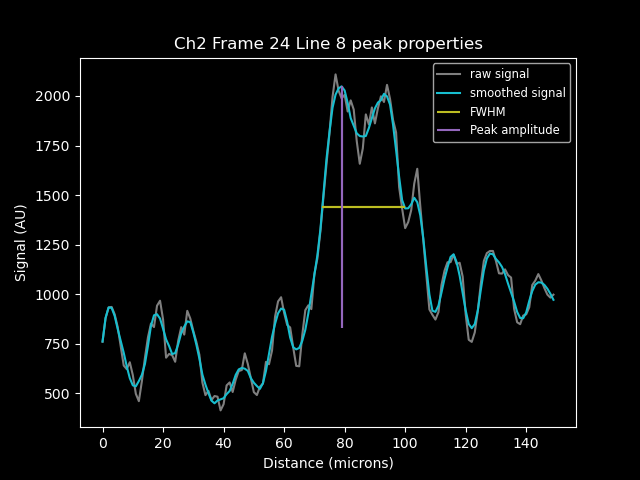 Ch2 Frame 24 Line 8 peak properties
raw signal
smoothed signal
FWHM
Peak amplitude
Signal (AU)
2000
1750
1500
1250
1000
750
500
0 20 40 60 80 100 120 140
Distance (microns)